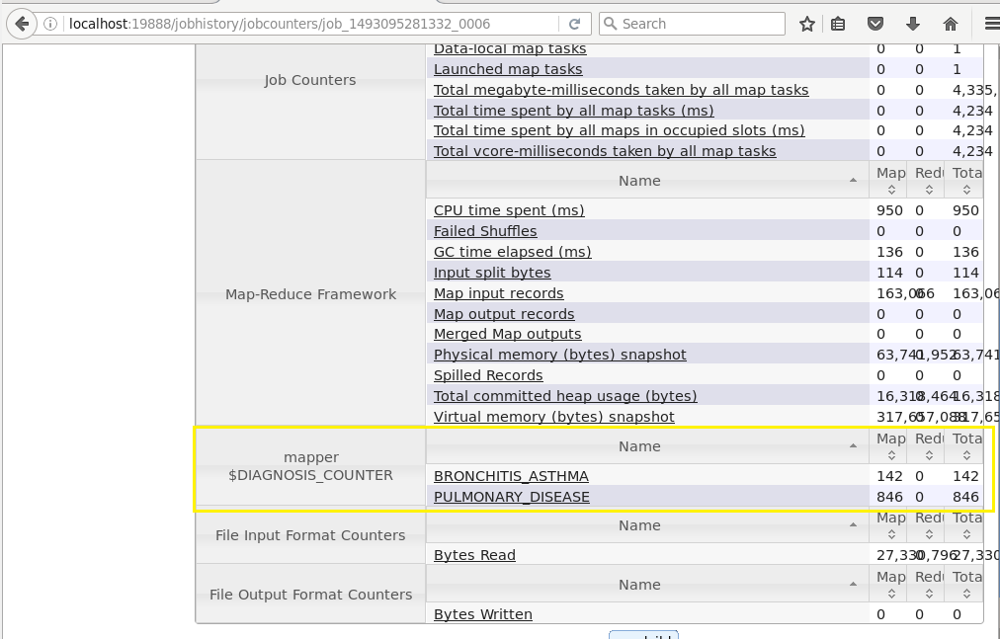 localhost:19888/jobhistory/jobcounters/job_1493095281332_0006
Search
Job Counters
Data-local map tasks 0 0 1
Launched map tasks 0 0 1
Total megabyte-milliseconds taken by all map tasks 0 0 4,335,
Total time spent by all map tasks (ms) 0 0 4,234
Total time spent by all maps in occupied slots (ms) 0 0 4,234
Total vcore-milliseconds taken by all map tasks 0 0 4,234
Map-Reduce Framework
Name Map Redu Tota
CPU time spent (ms) 950 0 950
Failed Shuffles 0 0 0
GC time elapsed (ms) 136 0 136
Input split bytes 114 0 114
Map input records 163,066 0 163,06
Map output records 0 0 0
Merged Map outputs 0 0 0
Physical memory (bytes) snapshot 63,741,952 0 63,741
Spilled Records 0 0 0
Total committed heap usage (bytes) 16,318,464 0 16,318
Virtual memory (bytes) snapshot 317,657,088 0 317,65
mapper
$DIAGNOSIS_COUNTER
Name Map Redu Tota
BRONCHITIS_ASTHMA 142 0 142
PULMONARY_DISEASE 846 0 846
File Input Format Counters
Name Map Redu Tota
Bytes Read 27,330,796 0 27,330
File Output Format Counters
Name Map Redu Tota
Bytes Written 0 0 0